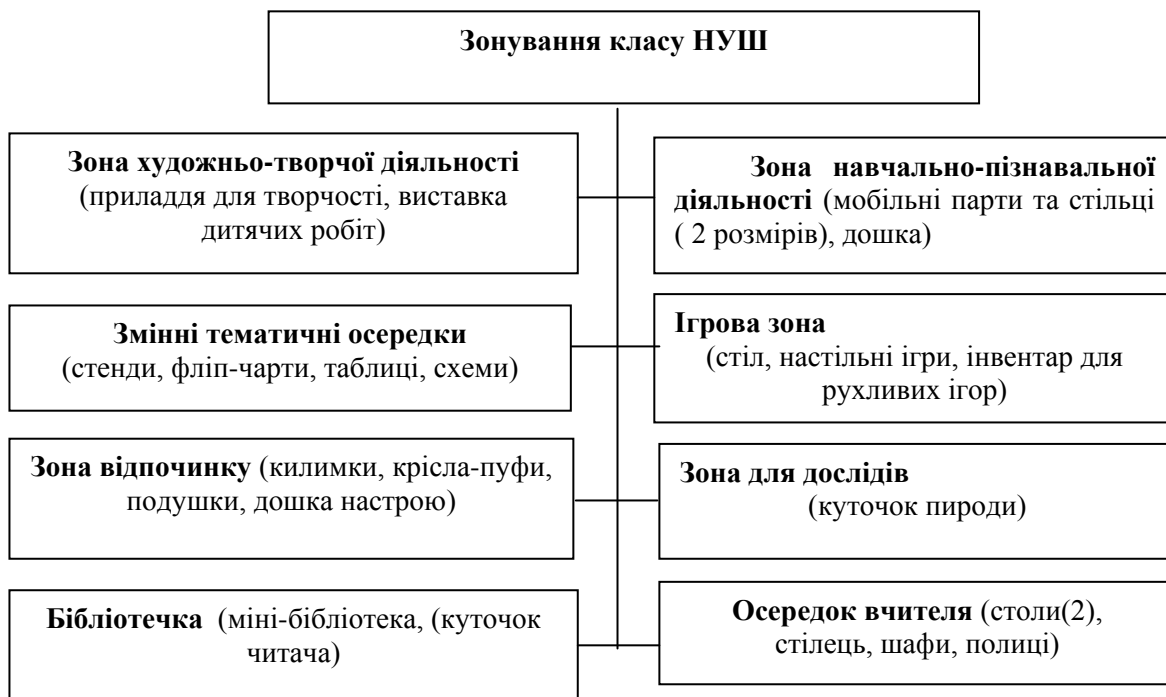 Зонування класу НУШ
Зона художньо-творчої діяльності
(приладдя для творчості, виставка
дитячих робіт)
Зона навчально-пізнавальної
діяльності (мобільні парти та стільці
( 2 розмірів), дошка)
Змінні тематичні осередки
(стенди, фліп-чарти, таблиці, схеми)
Ігрова зона
(стіл, настільні ігри, інвентар для
рухливих ігор)
Зона відпочинку (килимки, крісла-пуфи,
подушки, дошка настрою)
Зона для дослідів
(куточок пироди)
Бібліотечка (міні-бібліотека, (куточок
читача)
Осередок вчителя (столи(2),
стілець, шафи, полиці)